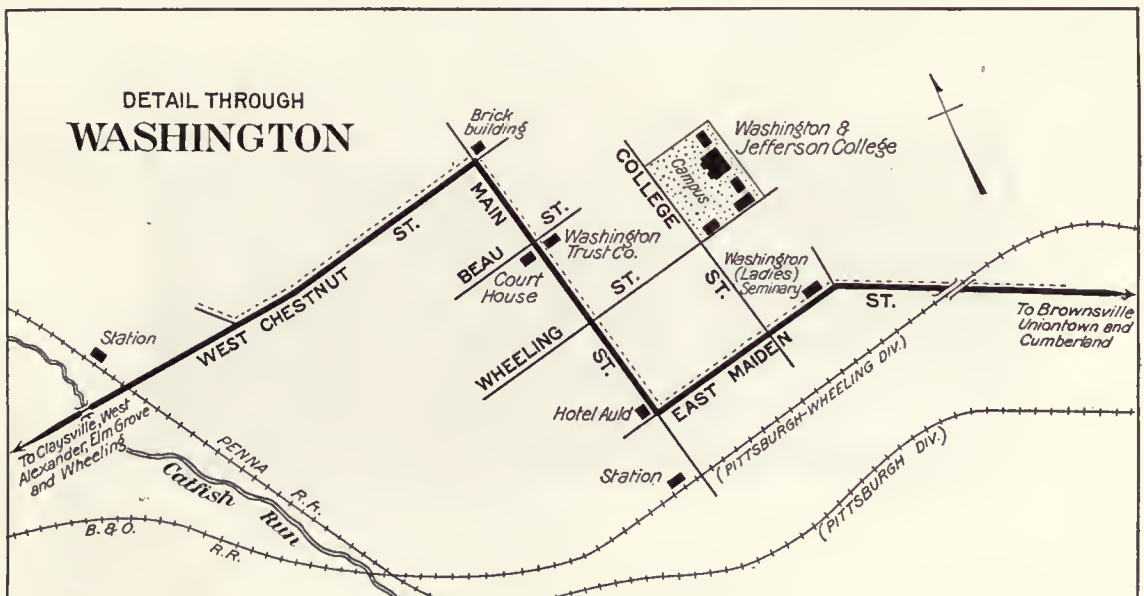 DETAIL THROUGH
WASHINGTON
Brick
building
Washington &
Jefferson College
COLLEGE
ST.
Campus
MAIN
ST.
BEAU
ST.
Washington
Trust Co.
Court
House
Washington
(Ladies)
Seminary
WHEELING
ST.
WEST CHESTNUT
ST.
Station
ST.
To Brownsville
Uniontown and
Cumberland
EAST MAIDEN
Hotel Auld
Station
To Claysville, West
Alexander, Elm Grove
and Wheeling
PENNA
R.R.
Catfish
Run
B. & O.
R.R.
(PITTSBURGH-WHEELING DIV.)
(PITTSBURGH DIV.)